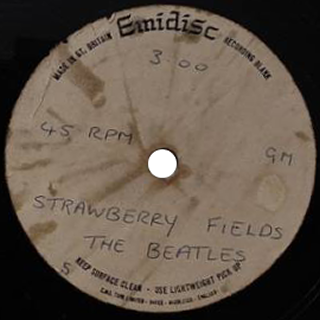 Emidisc
MADE IN GT. BRITAIN
RECORDING BLANK
3.00
45 RPM
GM
STRAWBERRY FIELDS
THE BEATLES
5
KEEP SURFACE CLEAN - USE LIGHTWEIGHT PICK UP